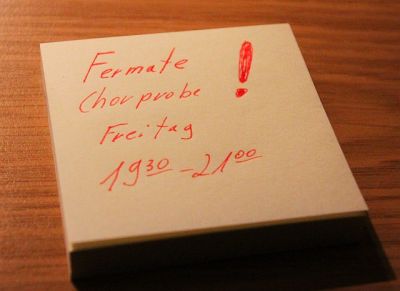 Fermate !
Chorprobe
Freitag
19³⁰ - 21⁰⁰